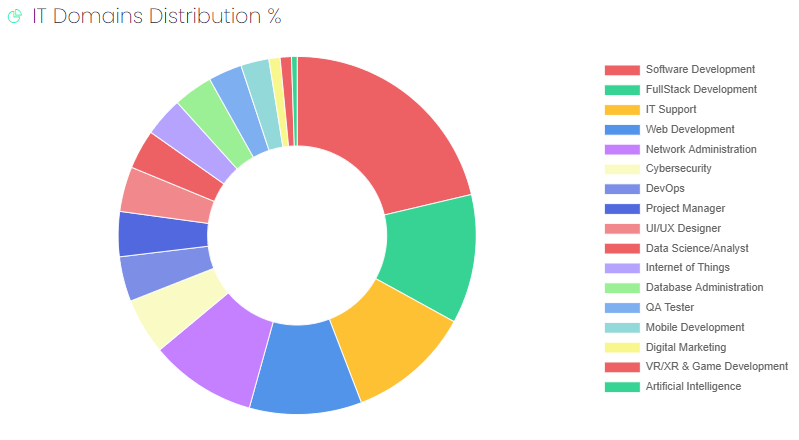 IT Domains Distribution %
Software Development
FullStack Development
IT Support
Web Development
Network Administration
Cybersecurity
DevOps
Project Manager
UI/UX Designer
Data Science/Analyst
Internet of Things
Database Administration
QA Tester
Mobile Development
Digital Marketing
VR/XR & Game Development
Artificial Intelligence